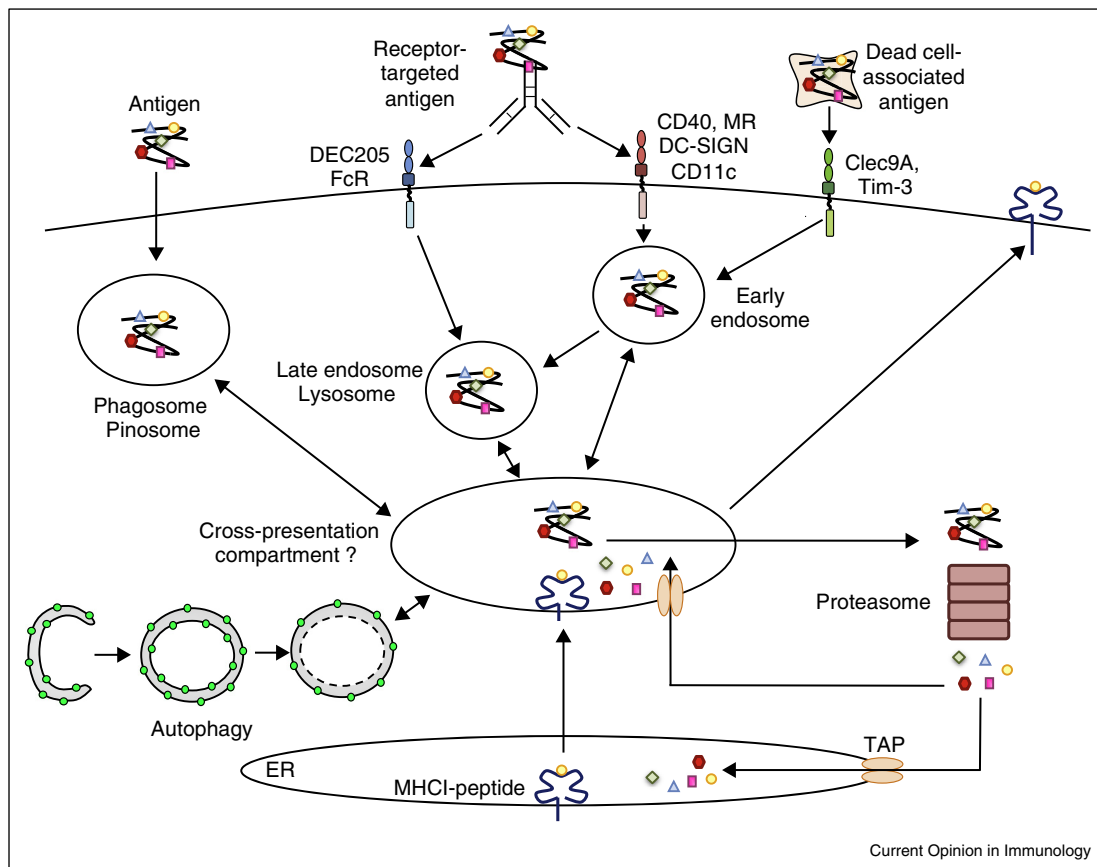 Receptor-
targeted
antigen
Dead cell-
associated
antigen
Antigen
DEC205
FcR
CD40, MR
DC-SIGN
CD11c
Clec9A,
Tim-3
Early
endosome
Late endosome
Lysosome
Phagosome
Pinosome
Cross-presentation
compartment ?
Proteasome
Autophagy
TAP
ER
MHCI-peptide
Current Opinion in Immunology